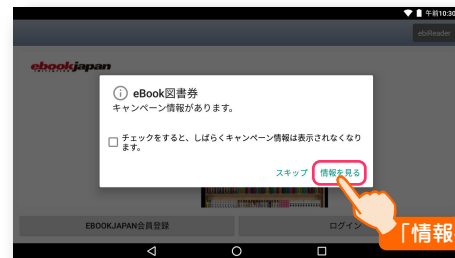 午前10:30
ebiReader
ebookjapan
eBook図書券
キャンペーン情報があります。
チェックをすると、しばらくキャンペーン情報は表示されなくなり
ます。
スキップ 情報を見る
EBOOKJAPAN会員登録 ログイン
「情報